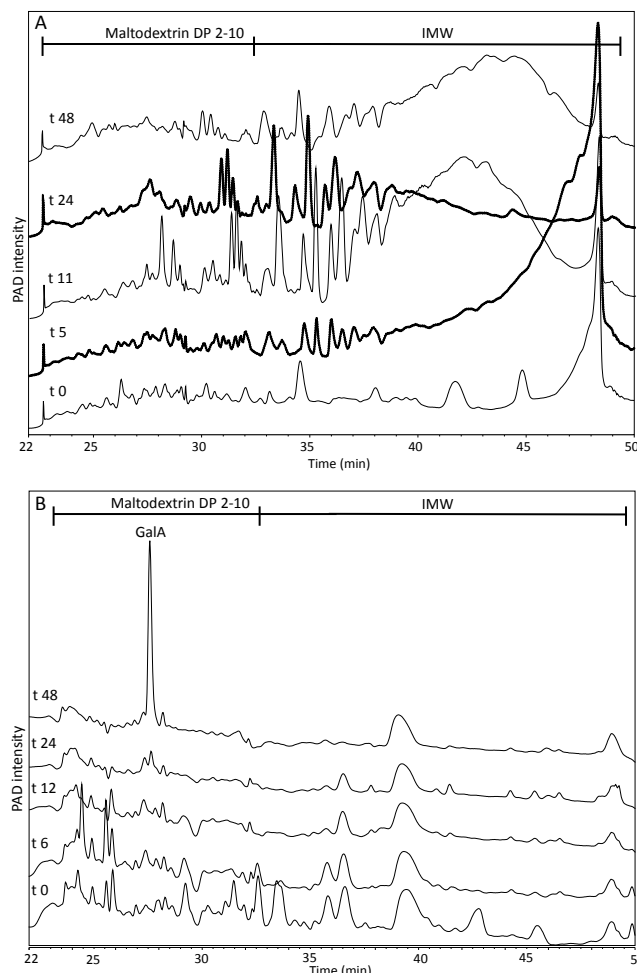 A
Maltodextrin DP 2-10
IMW
t 48
t 24
t 11
t 5
t 0
PAD intensity
22
25
30
35
40
45
50
Time (min)
B
Maltodextrin DP 2-10
IMW
GalA
t 48
t 24
t 12
t 6
t 0
PAD intensity
22
25
30
35
40
45
5
Time (min)